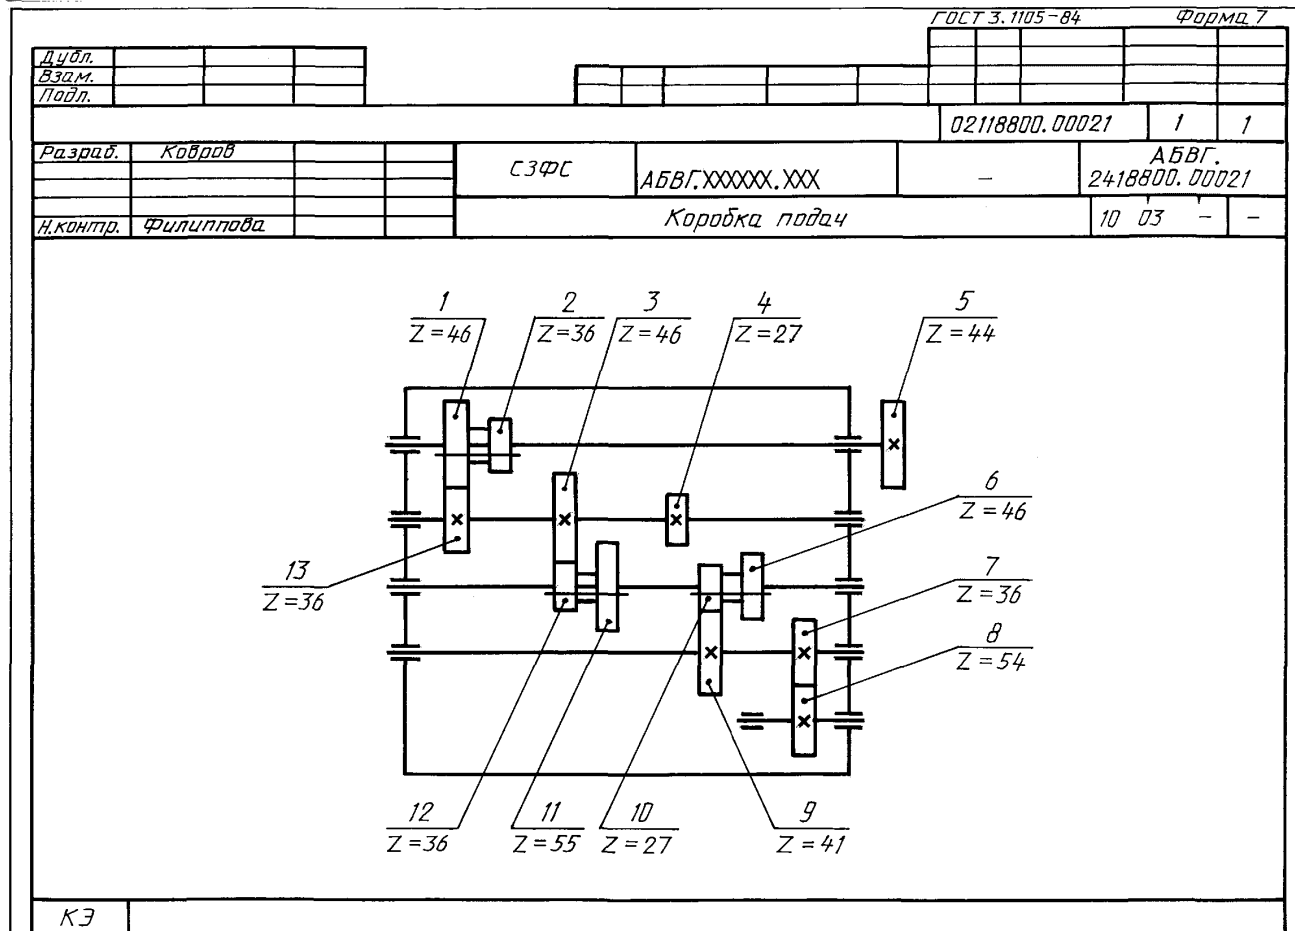 ГОСТ 3.1105-84 Форма 7
Дубл.
Взам.
Подл.
02118800.00021 1 1
Разраб. Ковров
СЗФС АБВГ.XXXXXX.XXX – АБВГ.
2418800.00021
Н.контр. Филиппова
Коробка подач 10 03 – –
1
Z=46
2
Z=36
3
Z=46
4
Z=27
5
Z=44
6
Z=46
7
Z=36
8
Z=54
13
Z=36
12
Z=36
11
Z=55
10
Z=27
9
Z=41
КЭ